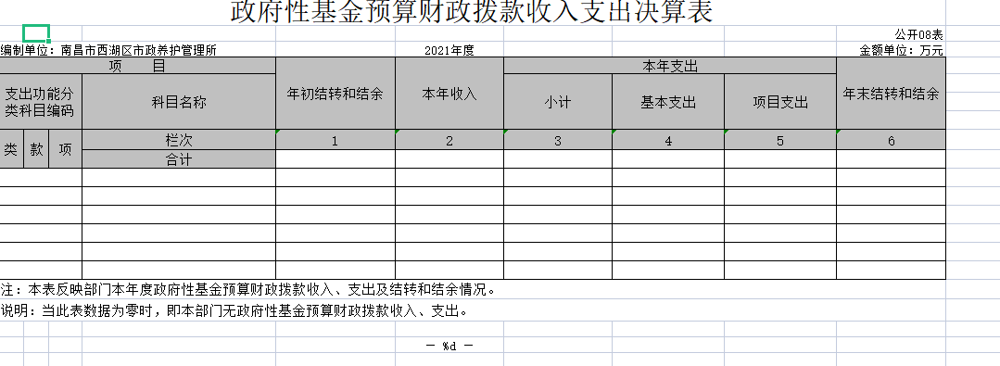 政府性基金预算财政拨款收入支出决算表
公开08表
编制单位：南昌市西湖区市政养护管理所 2021年度 金额单位：万元
项 目 年初结转和结余 本年收入 本年支出 年末结转和结余
支出功能分类科目编码 科目名称 小计 基本支出 项目支出
类 款 项 栏次 1 2 3 4 5 6
合计
注：本表反映部门本年度政府性基金预算财政拨款收入、支出及结转和结余情况。
说明：当此表数据为零时，即本部门无政府性基金预算财政拨款收入、支出。
— %d —